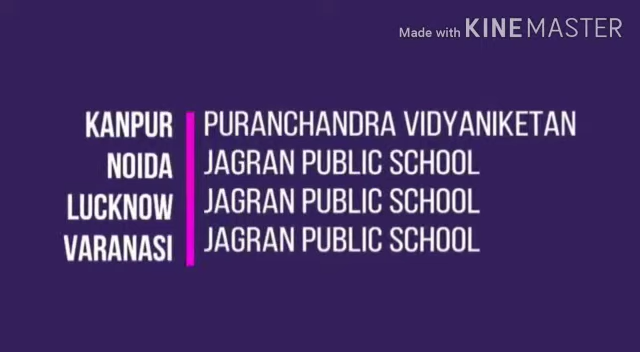 Made with KINEMASTER
KANPUR PURANCHANDRA VIDYANIKETAN
NOIDA JAGRAN PUBLIC SCHOOL
LUCKNOW JAGRAN PUBLIC SCHOOL
VARANASI JAGRAN PUBLIC SCHOOL